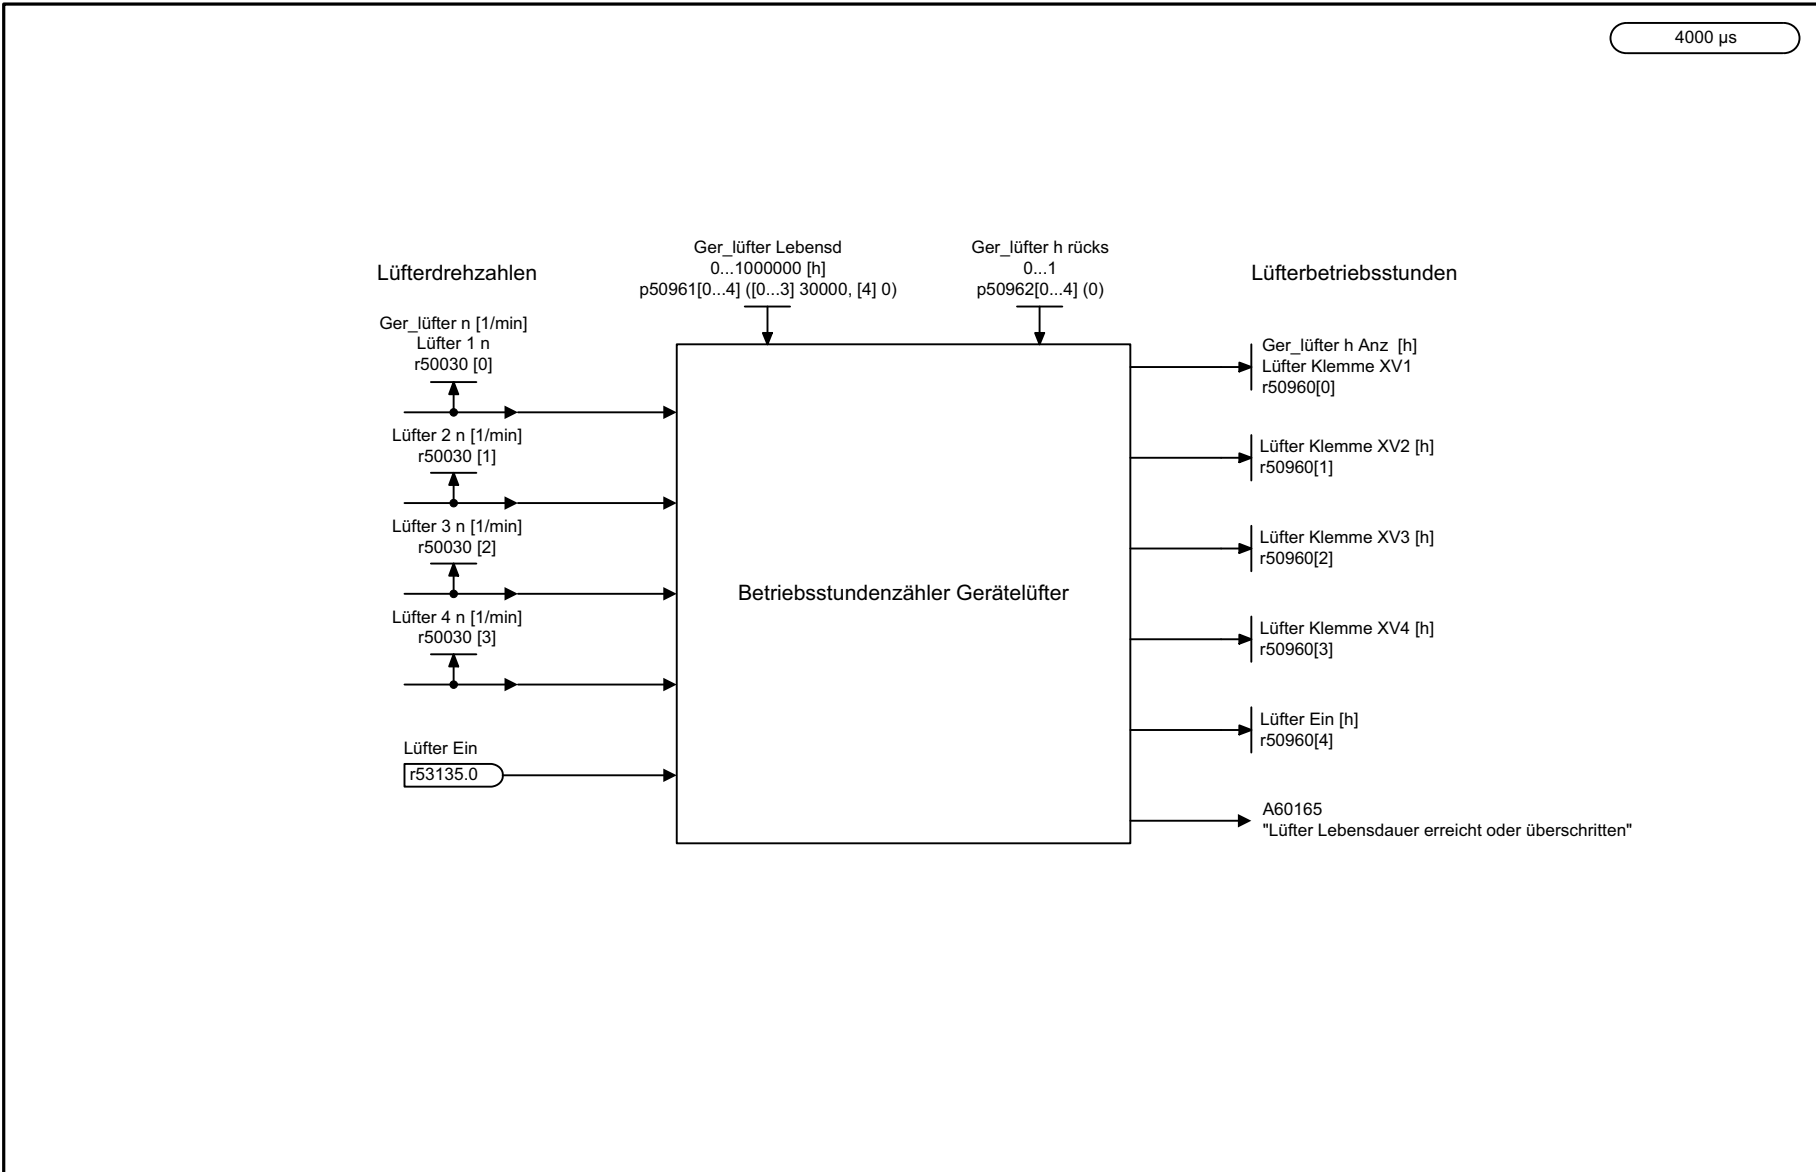 4000 µs
Ger_lüfter Lebensd
0...1000000 [h]
p50961[0...4] ([0...3] 30000, [4] 0)
Ger_lüfter h rücks
0...1
p50962[0...4] (0)
Lüfterdrehzahlen
Ger_lüfter n [1/min]
Lüfter 1 n
r50030 [0]
Lüfter 2 n [1/min]
r50030 [1]
Lüfter 3 n [1/min]
r50030 [2]
Lüfter 4 n [1/min]
r50030 [3]
Lüfter Ein
r53135.0
Betriebsstundenzähler Gerätelüfter
Lüfterbetriebsstunden
Ger_lüfter h Anz  [h]
Lüfter Klemme XV1
r50960[0]
Lüfter Klemme XV2 [h]
r50960[1]
Lüfter Klemme XV3 [h]
r50960[2]
Lüfter Klemme XV4 [h]
r50960[3]
Lüfter Ein [h]
r50960[4]
A60165
"Lüfter Lebensdauer erreicht oder überschritten"